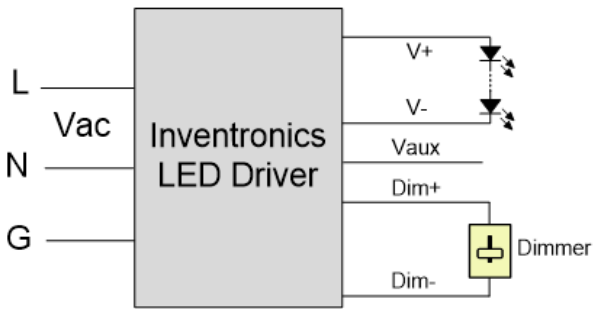 L
Vac
N
G
Inventronics
LED Driver
V+
V-
Vaux
Dim+
Dimmer
Dim-